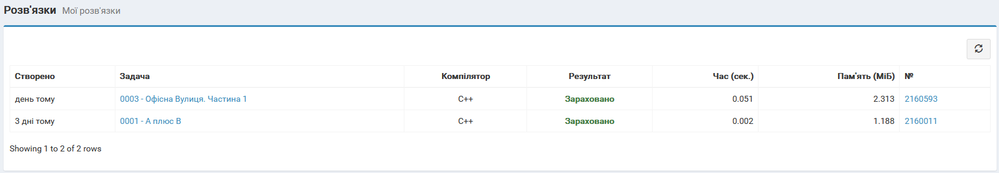 Розв'язки Мої розв'язки
Створено Задача Компілятор Результат Час (сек.) Пам'ять (МіБ) №
день тому 0003 - Офісна Вулиця. Частина 1 C++ Зараховано 0.051 2.313 2160593
3 дні тому 0001 - А плюс В C++ Зараховано 0.002 1.188 2160011
Showing 1 to 2 of 2 rows